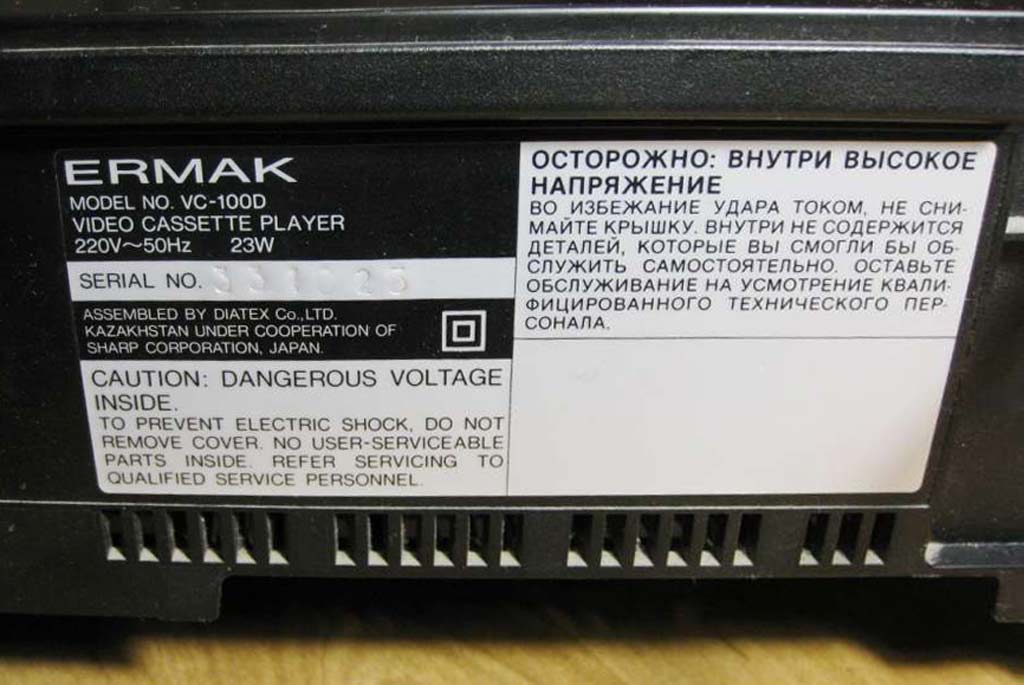 ERMAK
MODEL NO. VC-100D
VIDEO CASSETTE PLAYER
220V~50Hz 23W
SERIAL NO.
ASSEMBLED BY DIATEX Co.,LTD.
KAZAKHSTAN UNDER COOPERATION OF
SHARP CORPORATION, JAPAN.
CAUTION: DANGEROUS VOLTAGE
INSIDE.
TO PREVENT ELECTRIC SHOCK, DO NOT
REMOVE COVER. NO USER-SERVICEABLE
PARTS INSIDE. REFER SERVICING TO
QUALIFIED SERVICE PERSONNEL.
ОСТОРОЖНО: ВНУТРИ ВЫСОКОЕ
НАПРЯЖЕНИЕ
ВО ИЗБЕЖАНИЕ УДАРА ТОКОМ, НЕ СНИ-
МАЙТЕ КРЫШКУ. ВНУТРИ НЕ СОДЕРЖИТСЯ
ДЕТАЛЕЙ, КОТОРЫЕ ВЫ СМОГЛИ БЫ ОБ-
СЛУЖИТЬ САМОСТОЯТЕЛЬНО. ОСТАВЬТЕ
ОБСЛУЖИВАНИЕ НА УСМОТРЕНИЕ КВАЛИ-
ФИЦИРОВАННОГО ТЕХНИЧЕСКОГО ПЕР-
СОНАЛА.